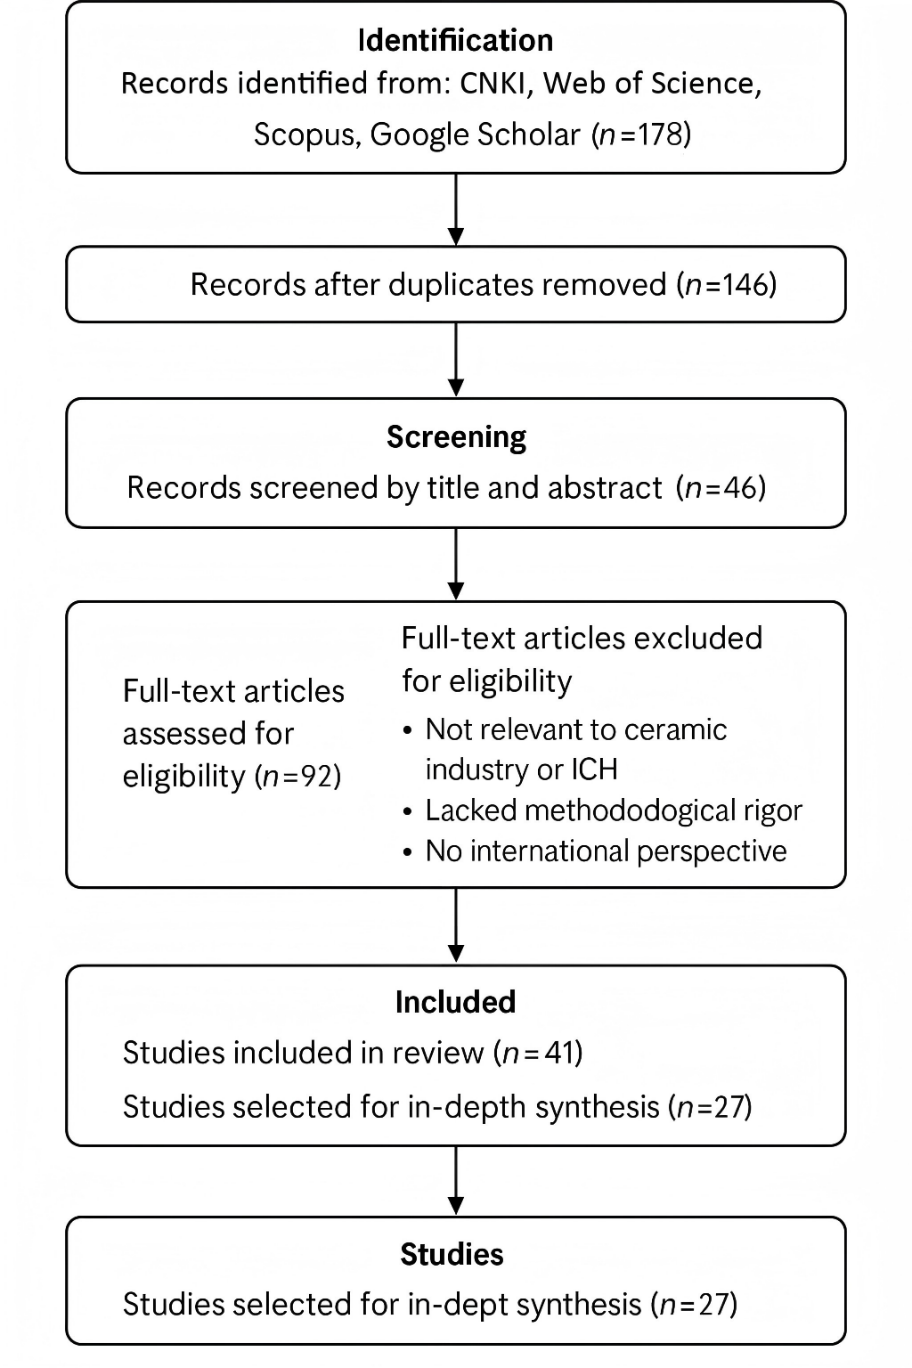 Identifiication
Records identified from: CNKI, Web of Science,
Scopus, Google Scholar (n=178)
Records after duplicates removed (n=146)
Screening
Records screened by title and abstract (n=46)
Full-text articles
assessed for
eligibility (n=92)
Full-text articles excluded
for eligibility
• Not relevant to ceramic
industry or ICH
• Lacked methododogical rigor
• No international perspective
Included
Studies included in review (n=41)
Studies selected for in-depth synthesis (n=27)
Studies
Studies selected for in-dept synthesis (n=27)